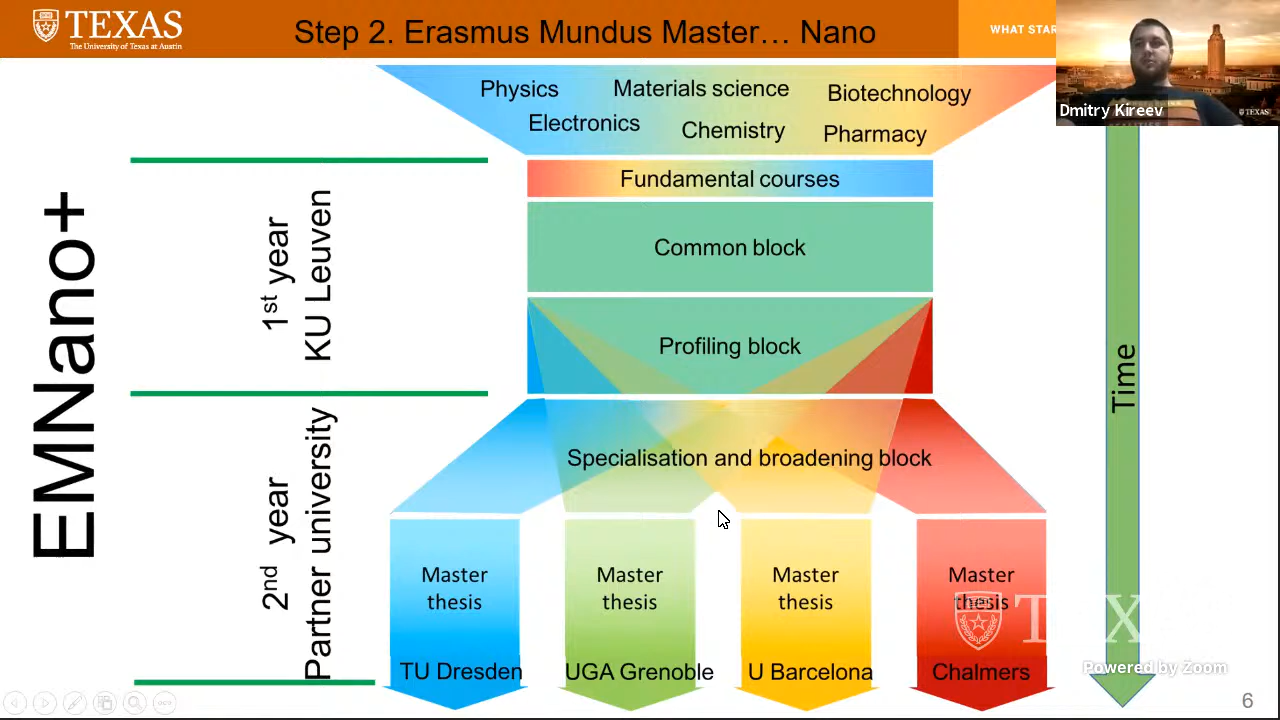 TEXAS
The University of Texas at Austin
Step 2. Erasmus Mundus Master... Nano
WHAT STAR
Dmitry Kireev
TEXAS
Physics
Materials science
Biotechnology
Electronics
Chemistry
Pharmacy
Fundamental courses
Common block
Profiling block
Specialisation and broadening block
EMNano+
1st year
KU Leuven
2nd year
Partner university
Time
Master
thesis
TU Dresden
Master
thesis
UGA Grenoble
Master
thesis
U Barcelona
Master
thesis
Chalmers
TEX
Powered by Zoom
6